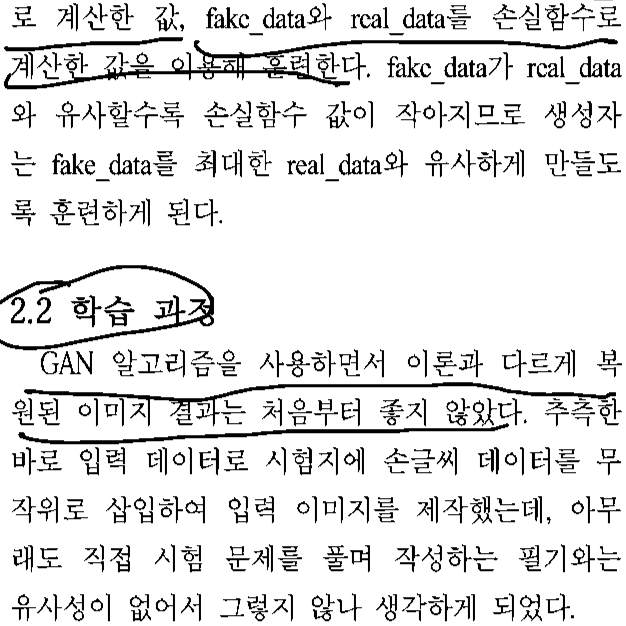 로 계산한 값, fake_data와 real_data를 손실함수로
계산한 값을 이용해 훈련한다. fake_data가 real_data
와 유사할수록 손실함수 값이 작아지므로 생성자
는 fake_data를 최대한 real_data와 유사하게 만들도
록 훈련하게 된다.
2.2 학습 과정
GAN 알고리즘을 사용하면서 이론과 다르게 복
원된 이미지 결과는 처음부터 좋지 않았다. 추측한
바로 입력 데이터로 시험지에 손글씨 데이터를 무
작위로 삽입하여 입력 이미지를 제작했는데, 아무
래도 직접 시험 문제를 풀며 작성하는 필기와는
유사성이 없어서 그렇지 않나 생각하게 되었다.